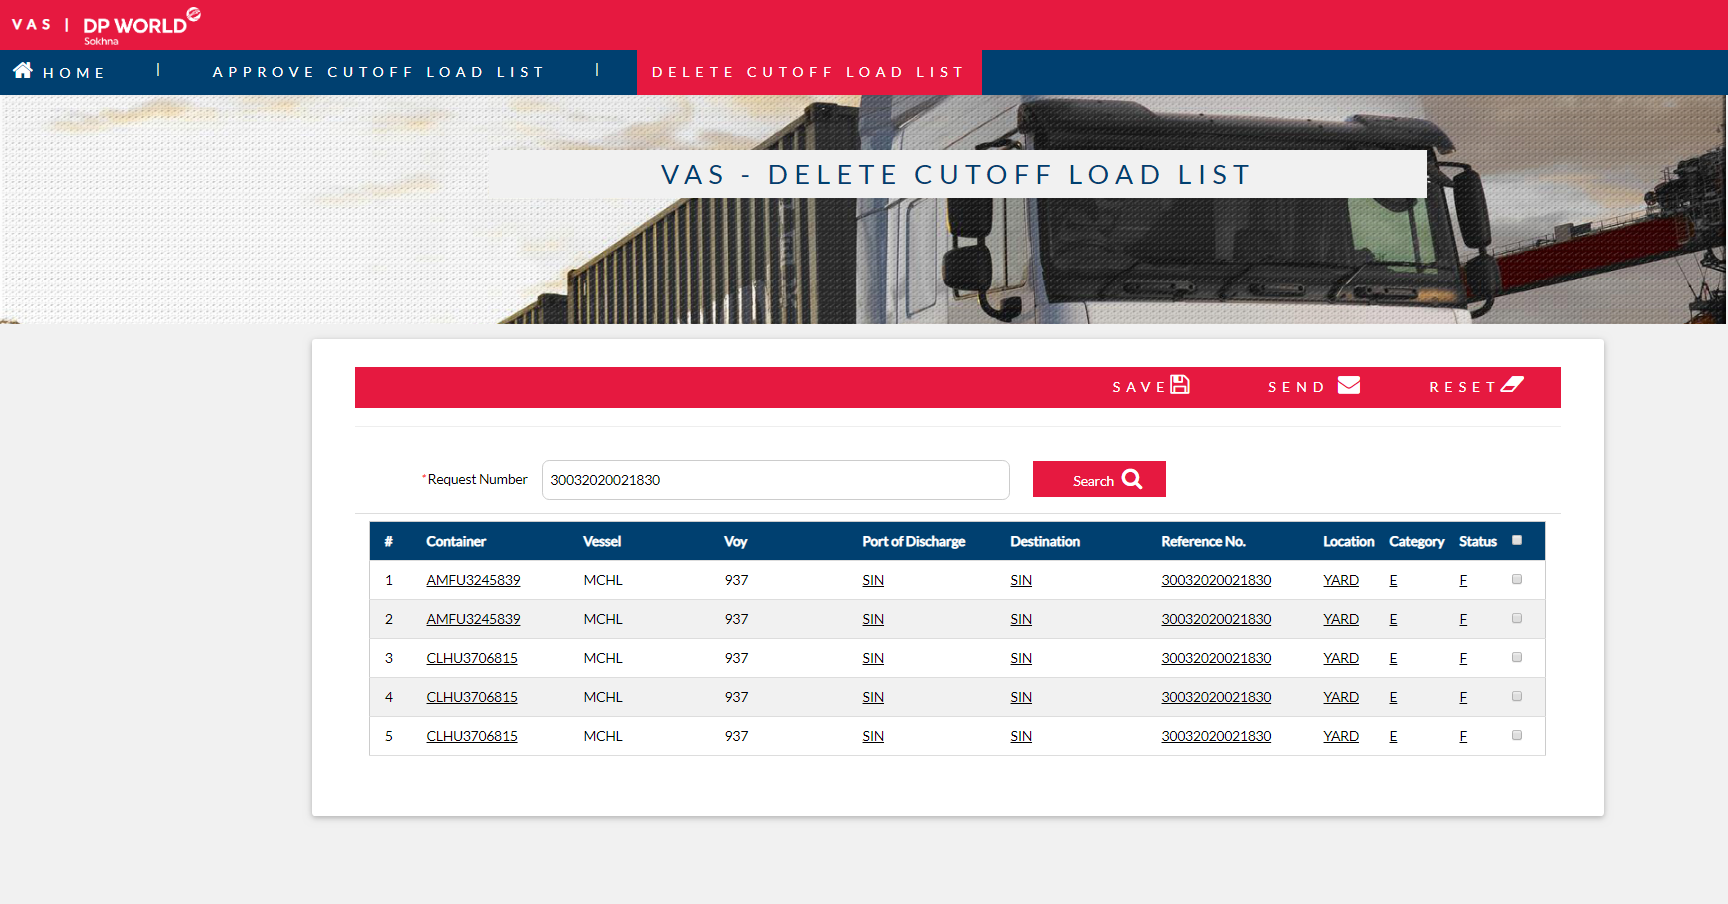 VAS | DP WORLD
Sokhna
HOME | APPROVE CUTOFF LOAD LIST | DELETE CUTOFF LOAD LIST
VAS - DELETE CUTOFF LOAD LIST
SAVE SEND RESET
*Request Number 30032020021830 Search
# Container Vessel Voy Port of Discharge Destination Reference No. Location Category Status
1 AMFU3245839 MCHL 937 SIN SIN 30032020021830 YARD E F
2 AMFU3245839 MCHL 937 SIN SIN 30032020021830 YARD E F
3 CLHU3706815 MCHL 937 SIN SIN 30032020021830 YARD E F
4 CLHU3706815 MCHL 937 SIN SIN 30032020021830 YARD E F
5 CLHU3706815 MCHL 937 SIN SIN 30032020021830 YARD E F